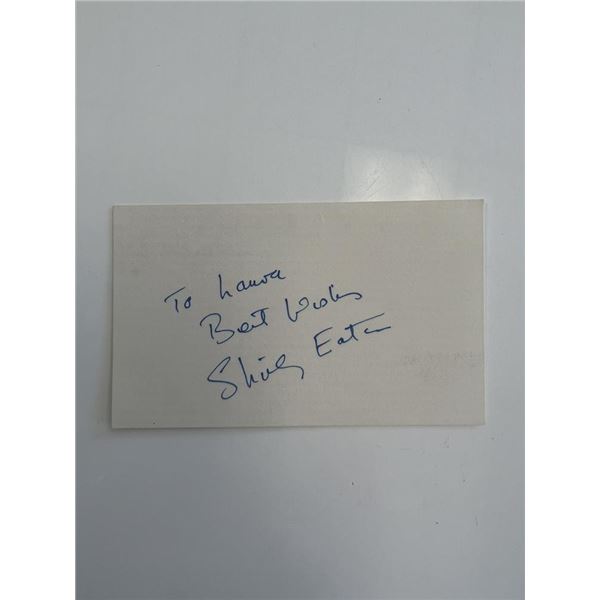 To Laura
Best Wishes
Shirley Eaton